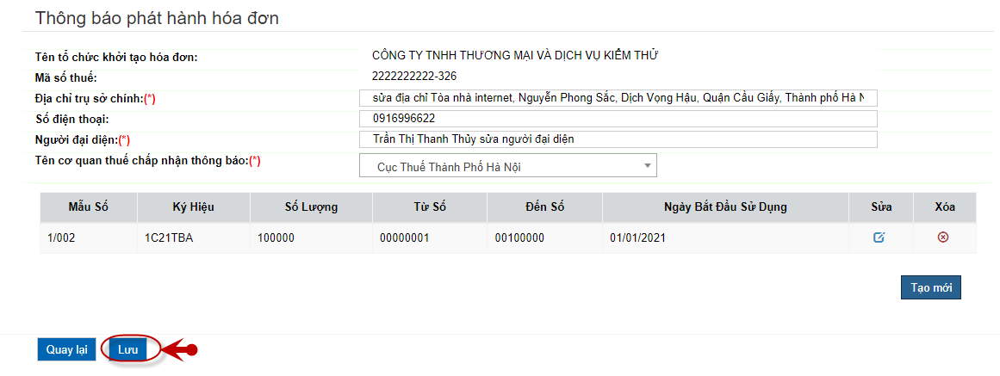 Thông báo phát hành hóa đơn
Tên tổ chức khởi tạo hóa đơn: CÔNG TY TNHH THƯƠNG MẠI VÀ DỊCH VỤ KIỂM THỬ
Mã số thuế: 2222222222-326
Địa chỉ trụ sở chính:(*) sửa địa chỉ Tòa nhà internet, Nguyễn Phong Sắc, Dịch Vọng Hậu, Quận Cầu Giấy, Thành phố Hà N
Số điện thoại: 0916996622
Người đại diện:(*) Trần Thị Thanh Thủy sửa người đại diện
Tên cơ quan thuế chấp nhận thông báo:(*) Cục Thuế Thành Phố Hà Nội
Mẫu Số Ký Hiệu Số Lượng Từ Số Đến Số Ngày Bắt Đầu Sử Dụng Sửa Xóa
1/002 1C21TBA 100000 00000001 00100000 01/01/2021
Tạo mới
Quay lại Lưu